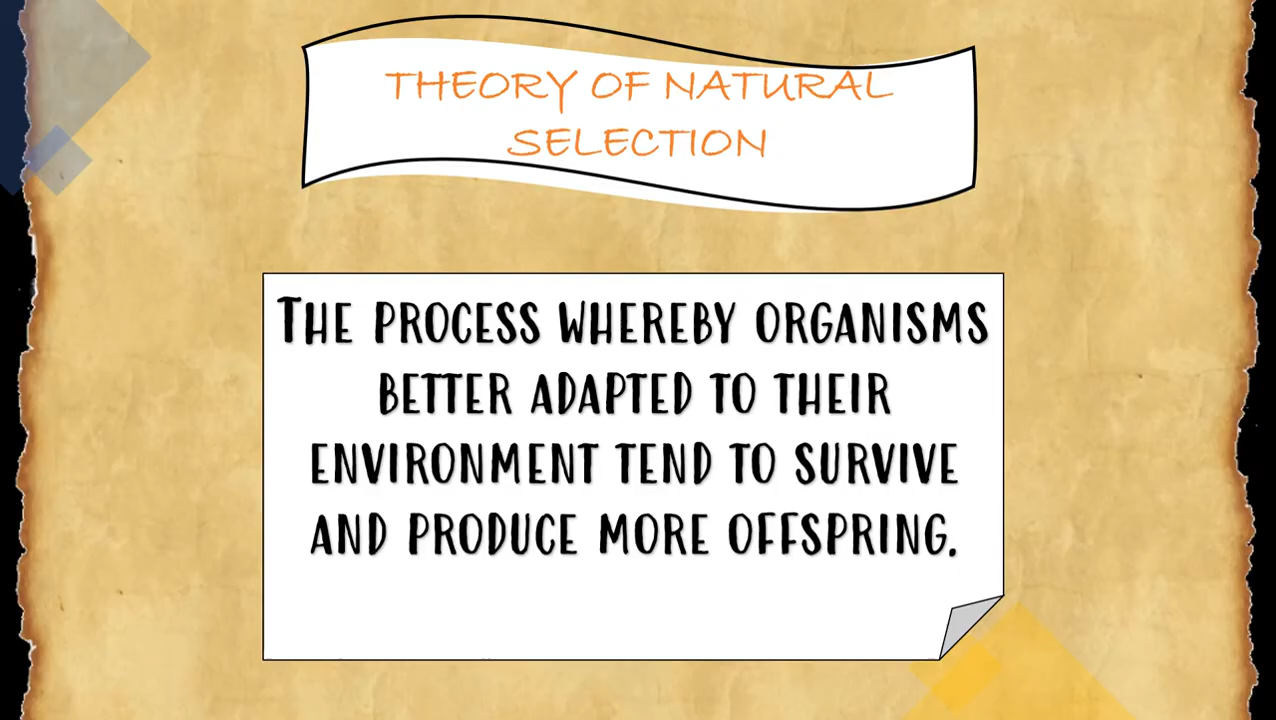 THEORY OF NATURAL
SELECTION
THE PROCESS WHEREBY ORGANISMS
BETTER ADAPTED TO THEIR
ENVIRONMENT TEND TO SURVIVE
AND PRODUCE MORE OFFSPRING.